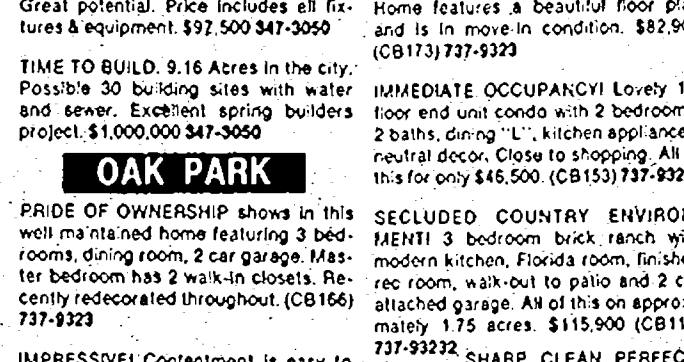 Great potential. Price includes ell fix-
tures & equipment. $92,500 347-3050
TIME TO BUILD. 9.16 Acres in the city.
Possible 30 building sites with water
and sewer. Excellent spring builders
project. $1,000,000 347-3050
OAK PARK
PRIDE OF OWNERSHIP shows in this
well maintained home featuring 3 bed-
rooms, dining room, 2 car garage. Mas-
ter bedroom has 2 walk-in closets. Re-
cently redecorated throughout. (CB166)
737-9323
IMPRESSIVE! Contentment is easy to
Home features a beautiful floor pl
and is in move-in condition. $82,9
(CB173) 737-9323
IMMEDIATE OCCUPANCY! Lovely 1
floor end unit condo with 2 bedroom
2 baths, dining "L", kitchen appliance
neutral decor. Close to shopping. All
this for only $46,500. (CB153) 737-932
SECLUDED COUNTRY ENVIRO
MENT! 3 bedroom brick ranch wi
modern kitchen, Florida room, finishe
rec room, walk-out to patio and 2 c
attached garage. All of this on approx
mately 1.75 acres. $115,900 (CB11
737-93232
SHARP CLEAN PERFEC